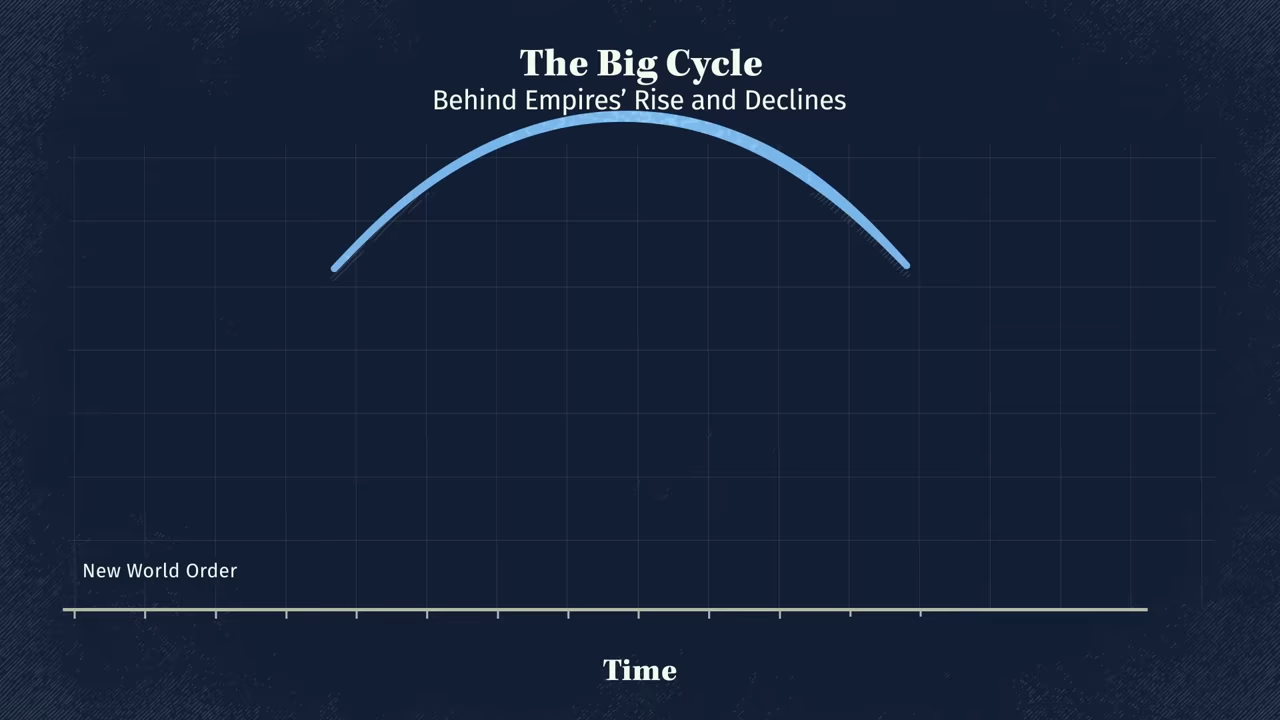 The Big Cycle
Behind Empires’ Rise and Declines
New World Order
Time